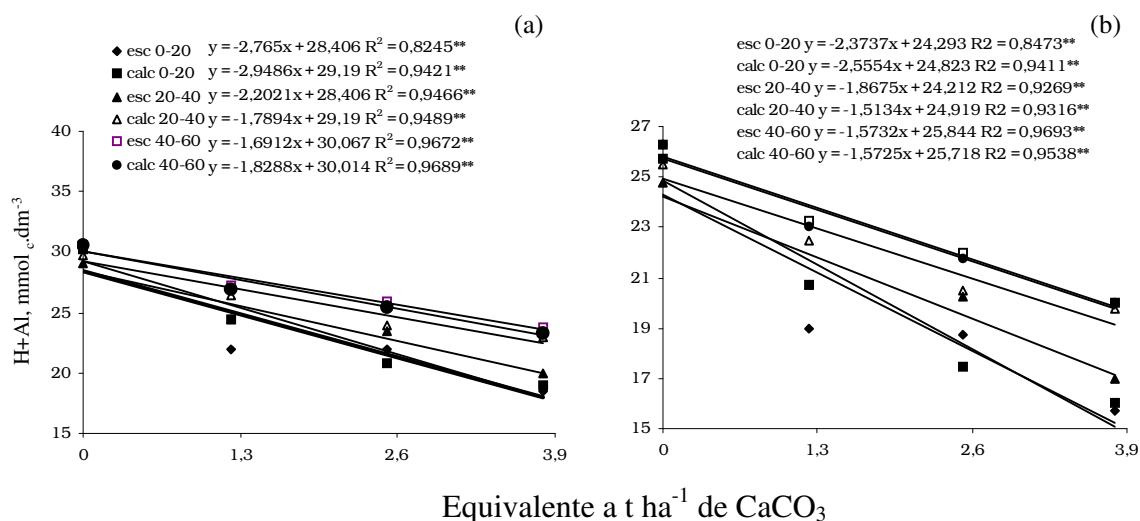 (a)
esc 0-20 y = -2,765x + 28,406 R² = 0,8245**
calc 0-20 y = -2,9486x + 29,19 R² = 0,9421**
esc 20-40 y = -2,2021x + 28,406 R² = 0,9466**
calc 20-40 y = -1,7894x + 29,19 R² = 0,9489**
esc 40-60 y = -1,6912x + 30,067 R² = 0,9672**
calc 40-60 y = -1,8288x + 30,014 R² = 0,9689**
H+Al, mmol c.dm⁻³
40
35
30
25
20
15
0 1,3 2,6 3,9
(b)
esc 0-20 y = -2,3737x + 24,293 R2 = 0,8473**
calc 0-20 y = -2,5554x + 24,823 R2 = 0,9411**
esc 20-40 y = -1,8675x + 24,212 R2 = 0,9269**
calc 20-40 y = -1,5134x + 24,919 R2 = 0,9316**
esc 40-60 y = -1,5732x + 25,844 R2 = 0,9693**
calc 40-60 y = -1,5725x + 25,718 R2 = 0,9538**
27
25
23
21
19
17
15
0 1,3 2,6 3,9
Equivalente a t ha⁻¹ de CaCO₃